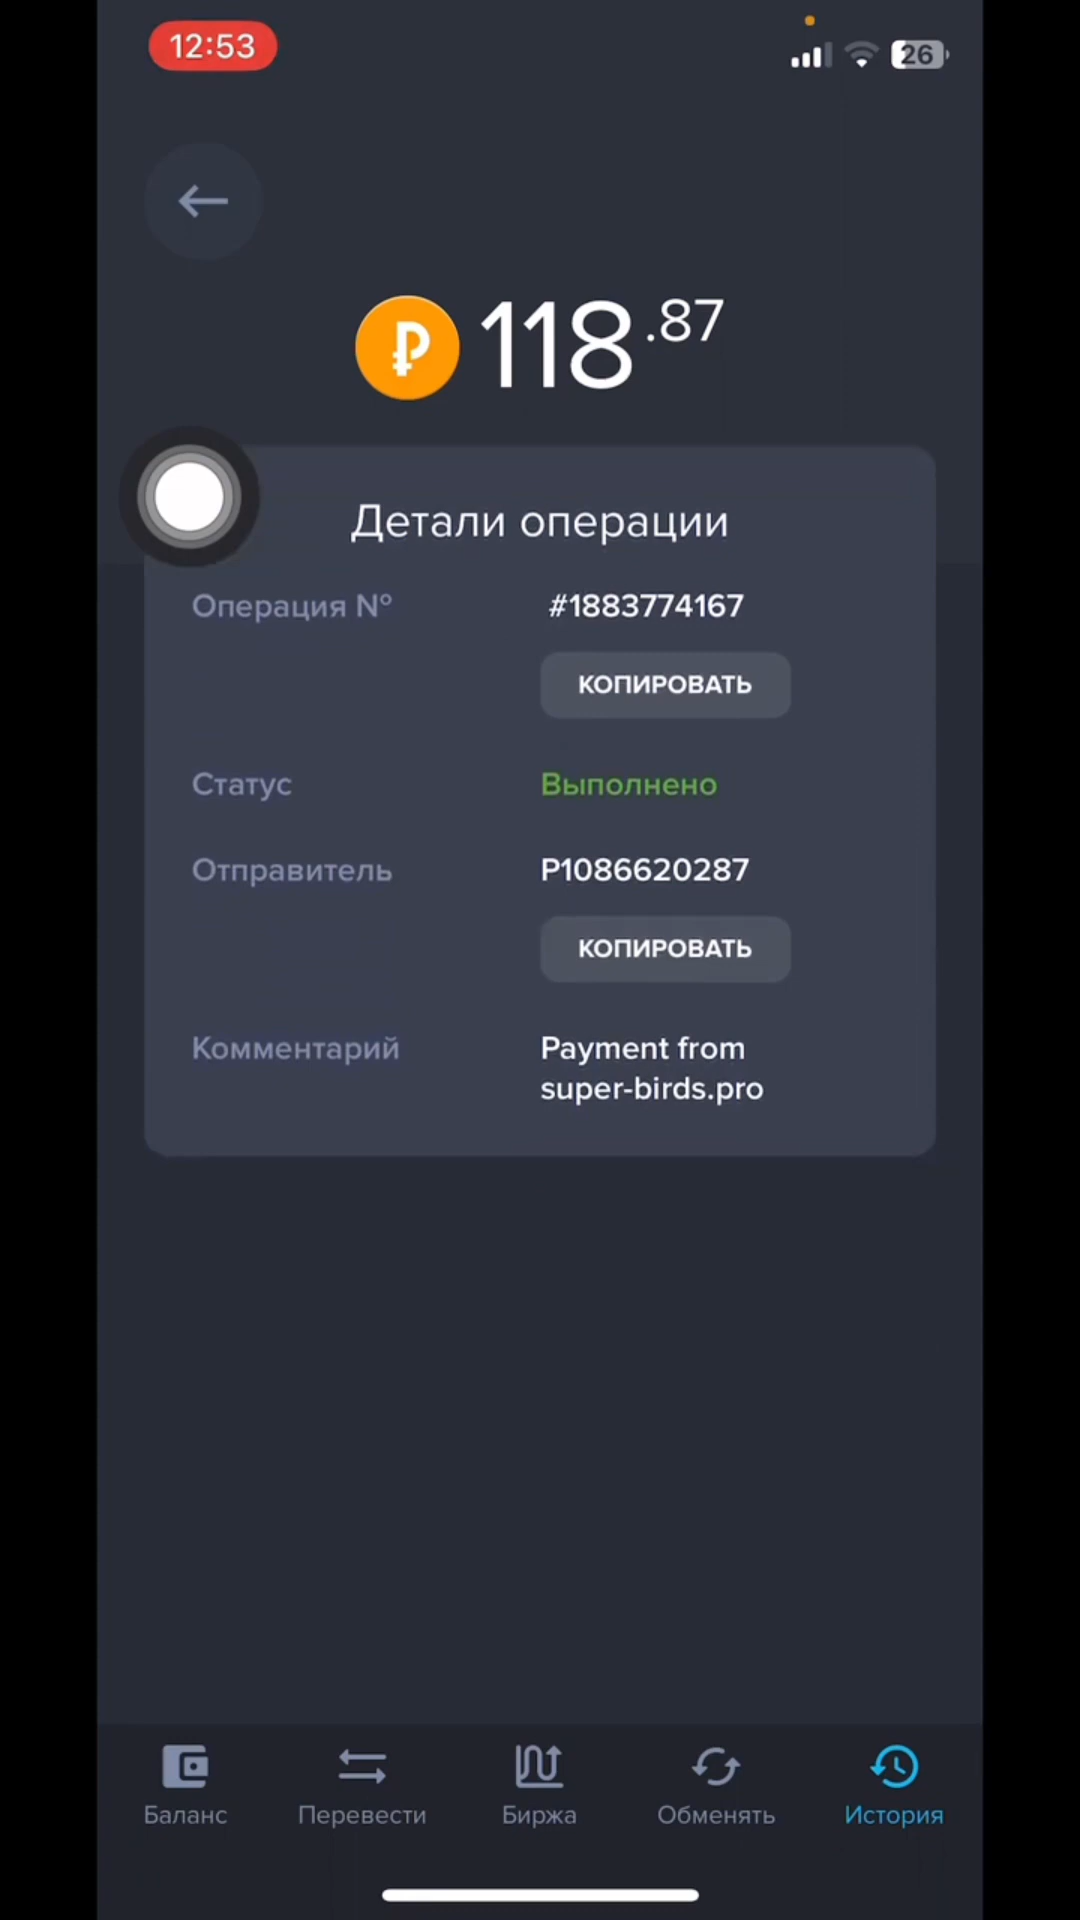 12:53
26
₽ 118.87
Детали операции
Операция № #1883774167
КОПИРОВАТЬ
Статус Выполнено
Отправитель P1086620287
КОПИРОВАТЬ
Комментарий Payment from
super-birds.pro
Баланс Перевести Биржа Обменять История